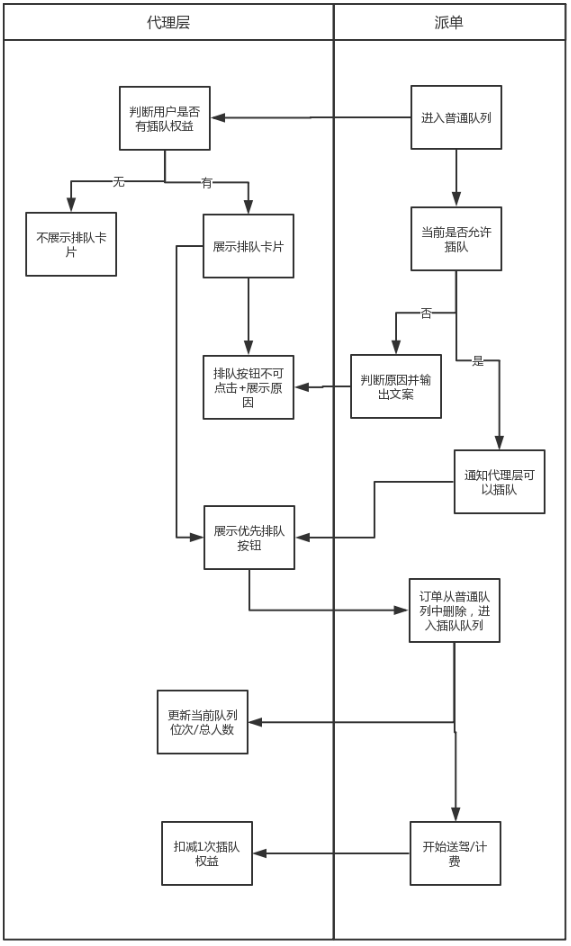 代理层
派单
判断用户是否
有插队权益
进入普通队列
无
有
不展示排队卡
片
展示排队卡片
当前是否允许
插队
否
是
排队按钮不可
点击+展示原
因
判断原因并输
出文案
通知代理层可
以插队
展示优先排队
按钮
订单从普通队
列中删除，进
入插队队列
更新当前队列
位次/总人数
扣减1次插队
权益
开始送驾/计
费